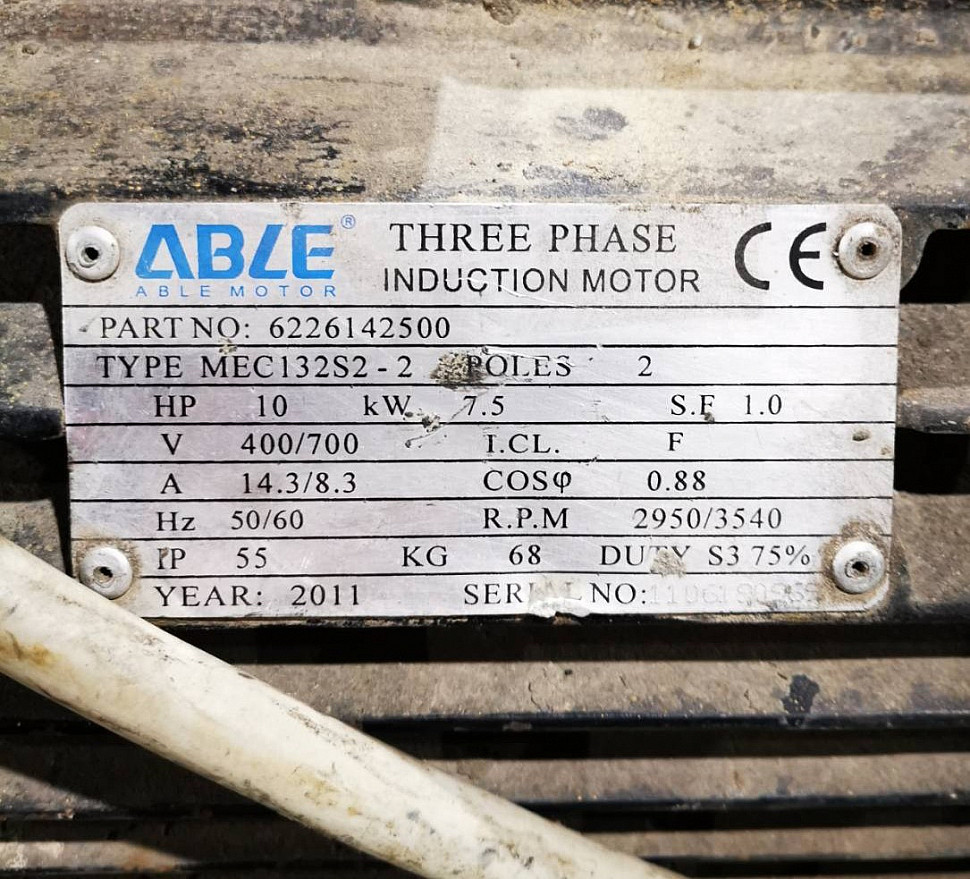 ABLE ® THREE PHASE CE
ABLE MOTOR INDUCTION MOTOR
PART NO: 6226142500
TYPE MEC132S2-2 POLES 2
HP 10 kW 7.5 S.F 1.0
V 400/700 I.CL. F
A 14.3/8.3 COSφ 0.88
Hz 50/60 R.P.M 2950/3540
IP 55 KG 68 DUTY S3 75%
YEAR: 2011 SERIAL NO: